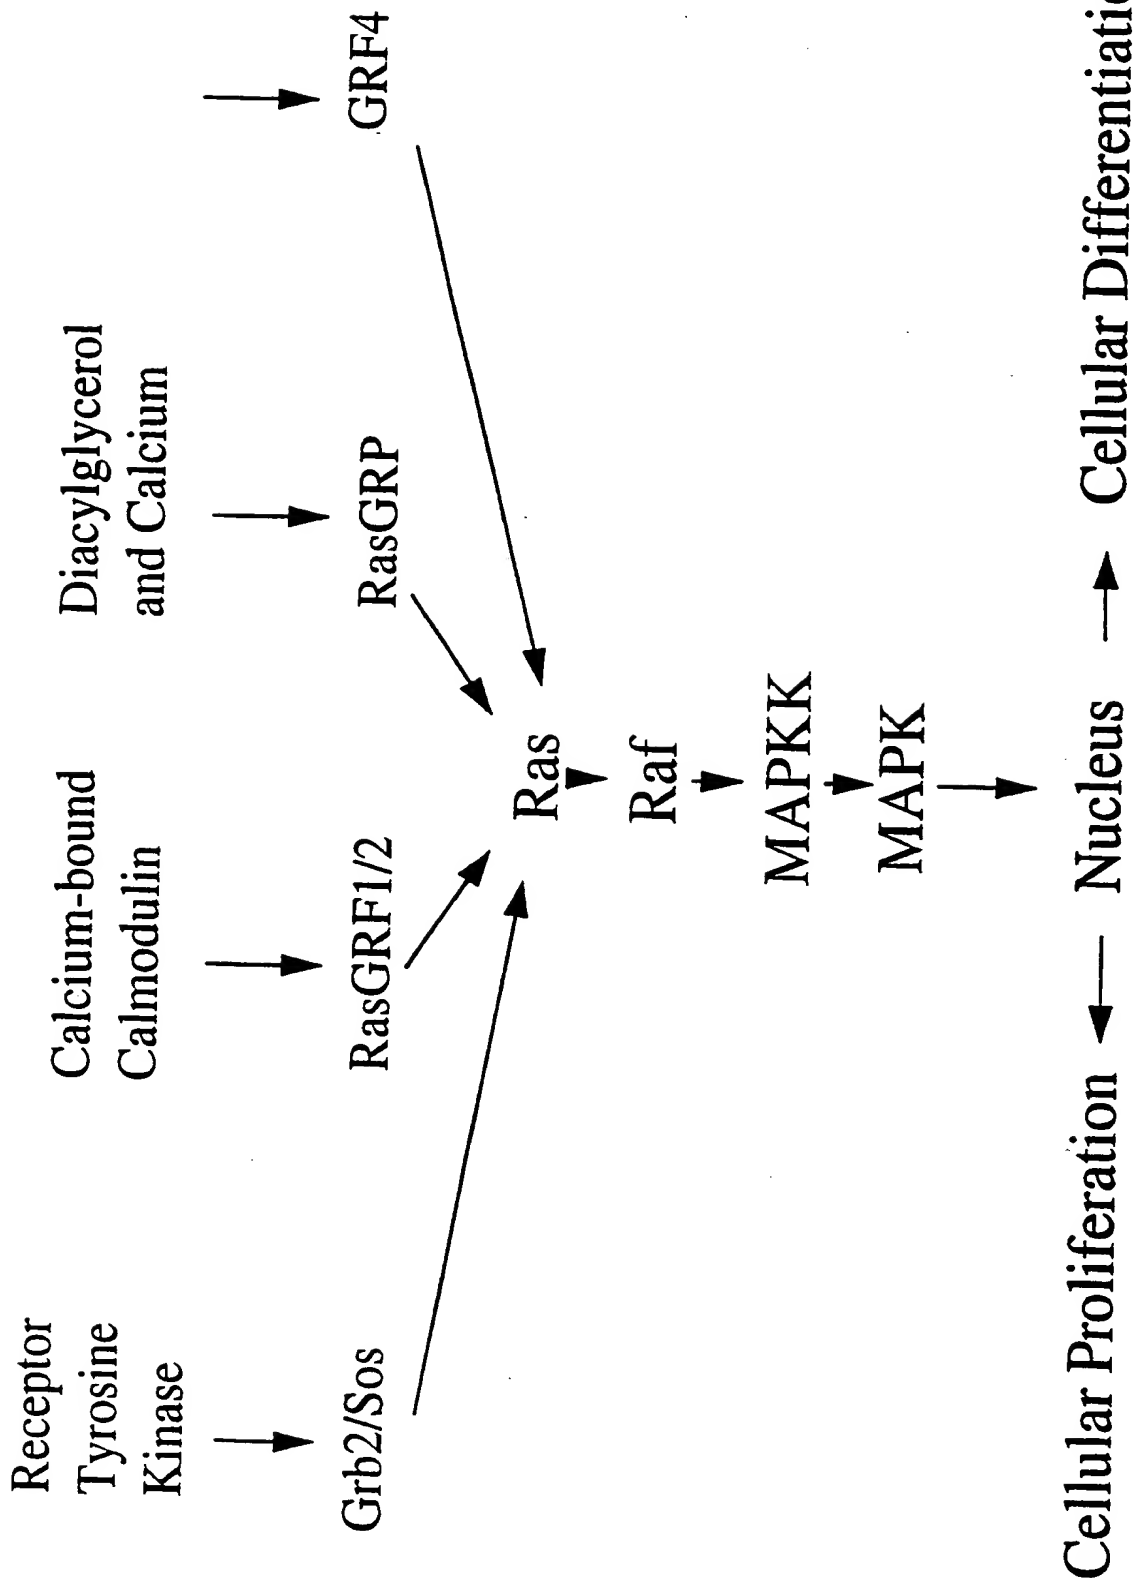 Receptor
Tyrosine
Kinase
Calcium-bound
Calmodulin
Diacylglycerol
and Calcium
Grb2/Sos
RasGRF1/2
RasGRP
GRF4
Ras
Raf
MAPKK
MAPK
Cellular Proliferation
Nucleus
Cellular Differentiatio